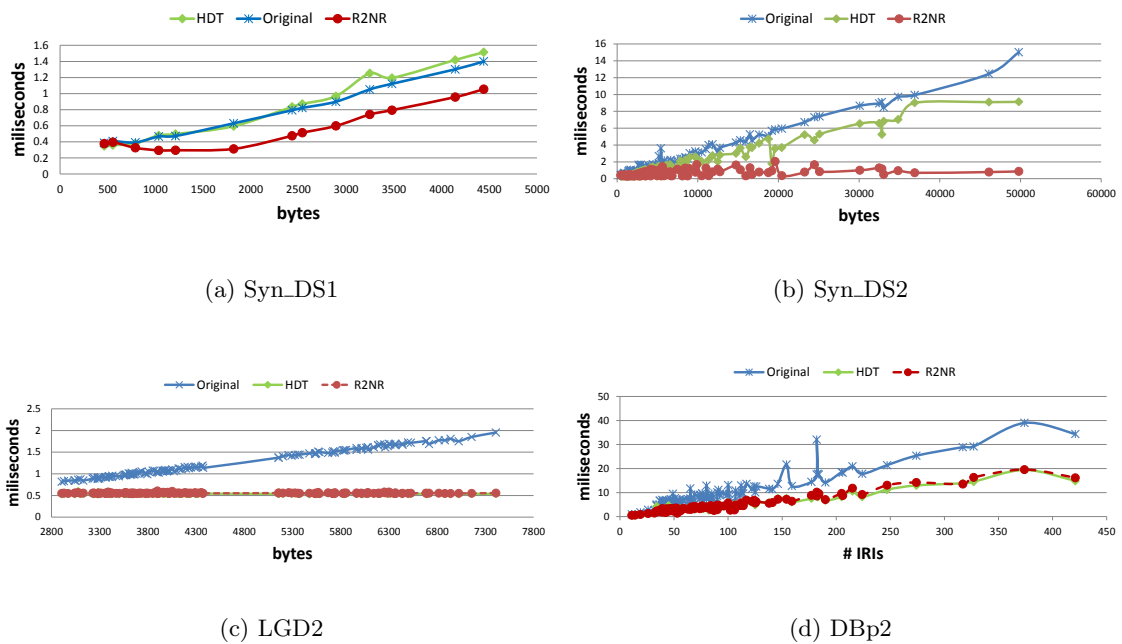 HDT Original R2NR
miliseconds
1.6
1.4
1.2
1
0.8
0.6
0.4
0.2
0
0 500 1000 1500 2000 2500 3000 3500 4000 4500 5000
bytes
(a) Syn_DS1
Original HDT R2NR
miliseconds
16
14
12
10
8
6
4
2
0
0 10000 20000 30000 40000 50000 60000
bytes
(b) Syn_DS2
Original HDT R2NR
miliseconds
2.5
2
1.5
1
0.5
0
2800 3300 3800 4300 4800 5300 5800 6300 6800 7300 7800
bytes
(c) LGD2
Original HDT R2NR
miliseconds
50
40
30
20
10
0
0 50 100 150 200 250 300 350 400 450
# IRIs
(d) DBp2